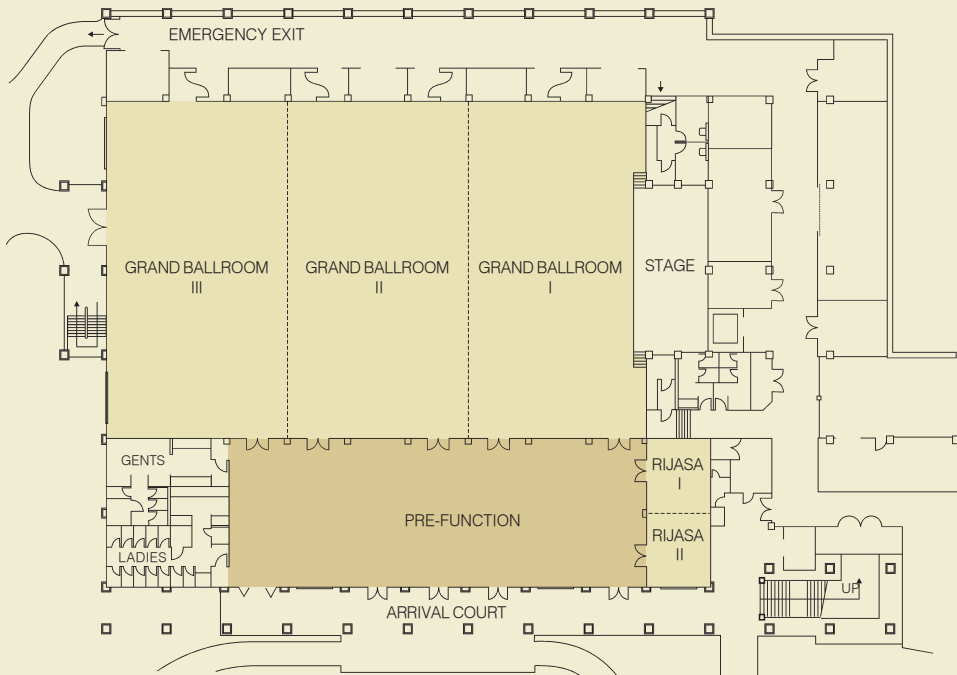 EMERGENCY EXIT
GRAND BALLROOM
III
GRAND BALLROOM
II
GRAND BALLROOM
I
STAGE
GENTS
LADIES
PRE-FUNCTION
RIJASA
I
RIJASA
II
UP
ARRIVAL COURT